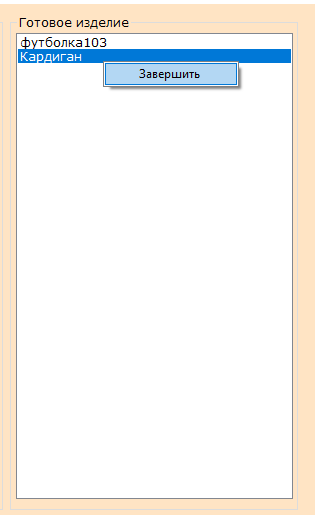 Готовое изделие
футболка103
Кардиган
Завершить